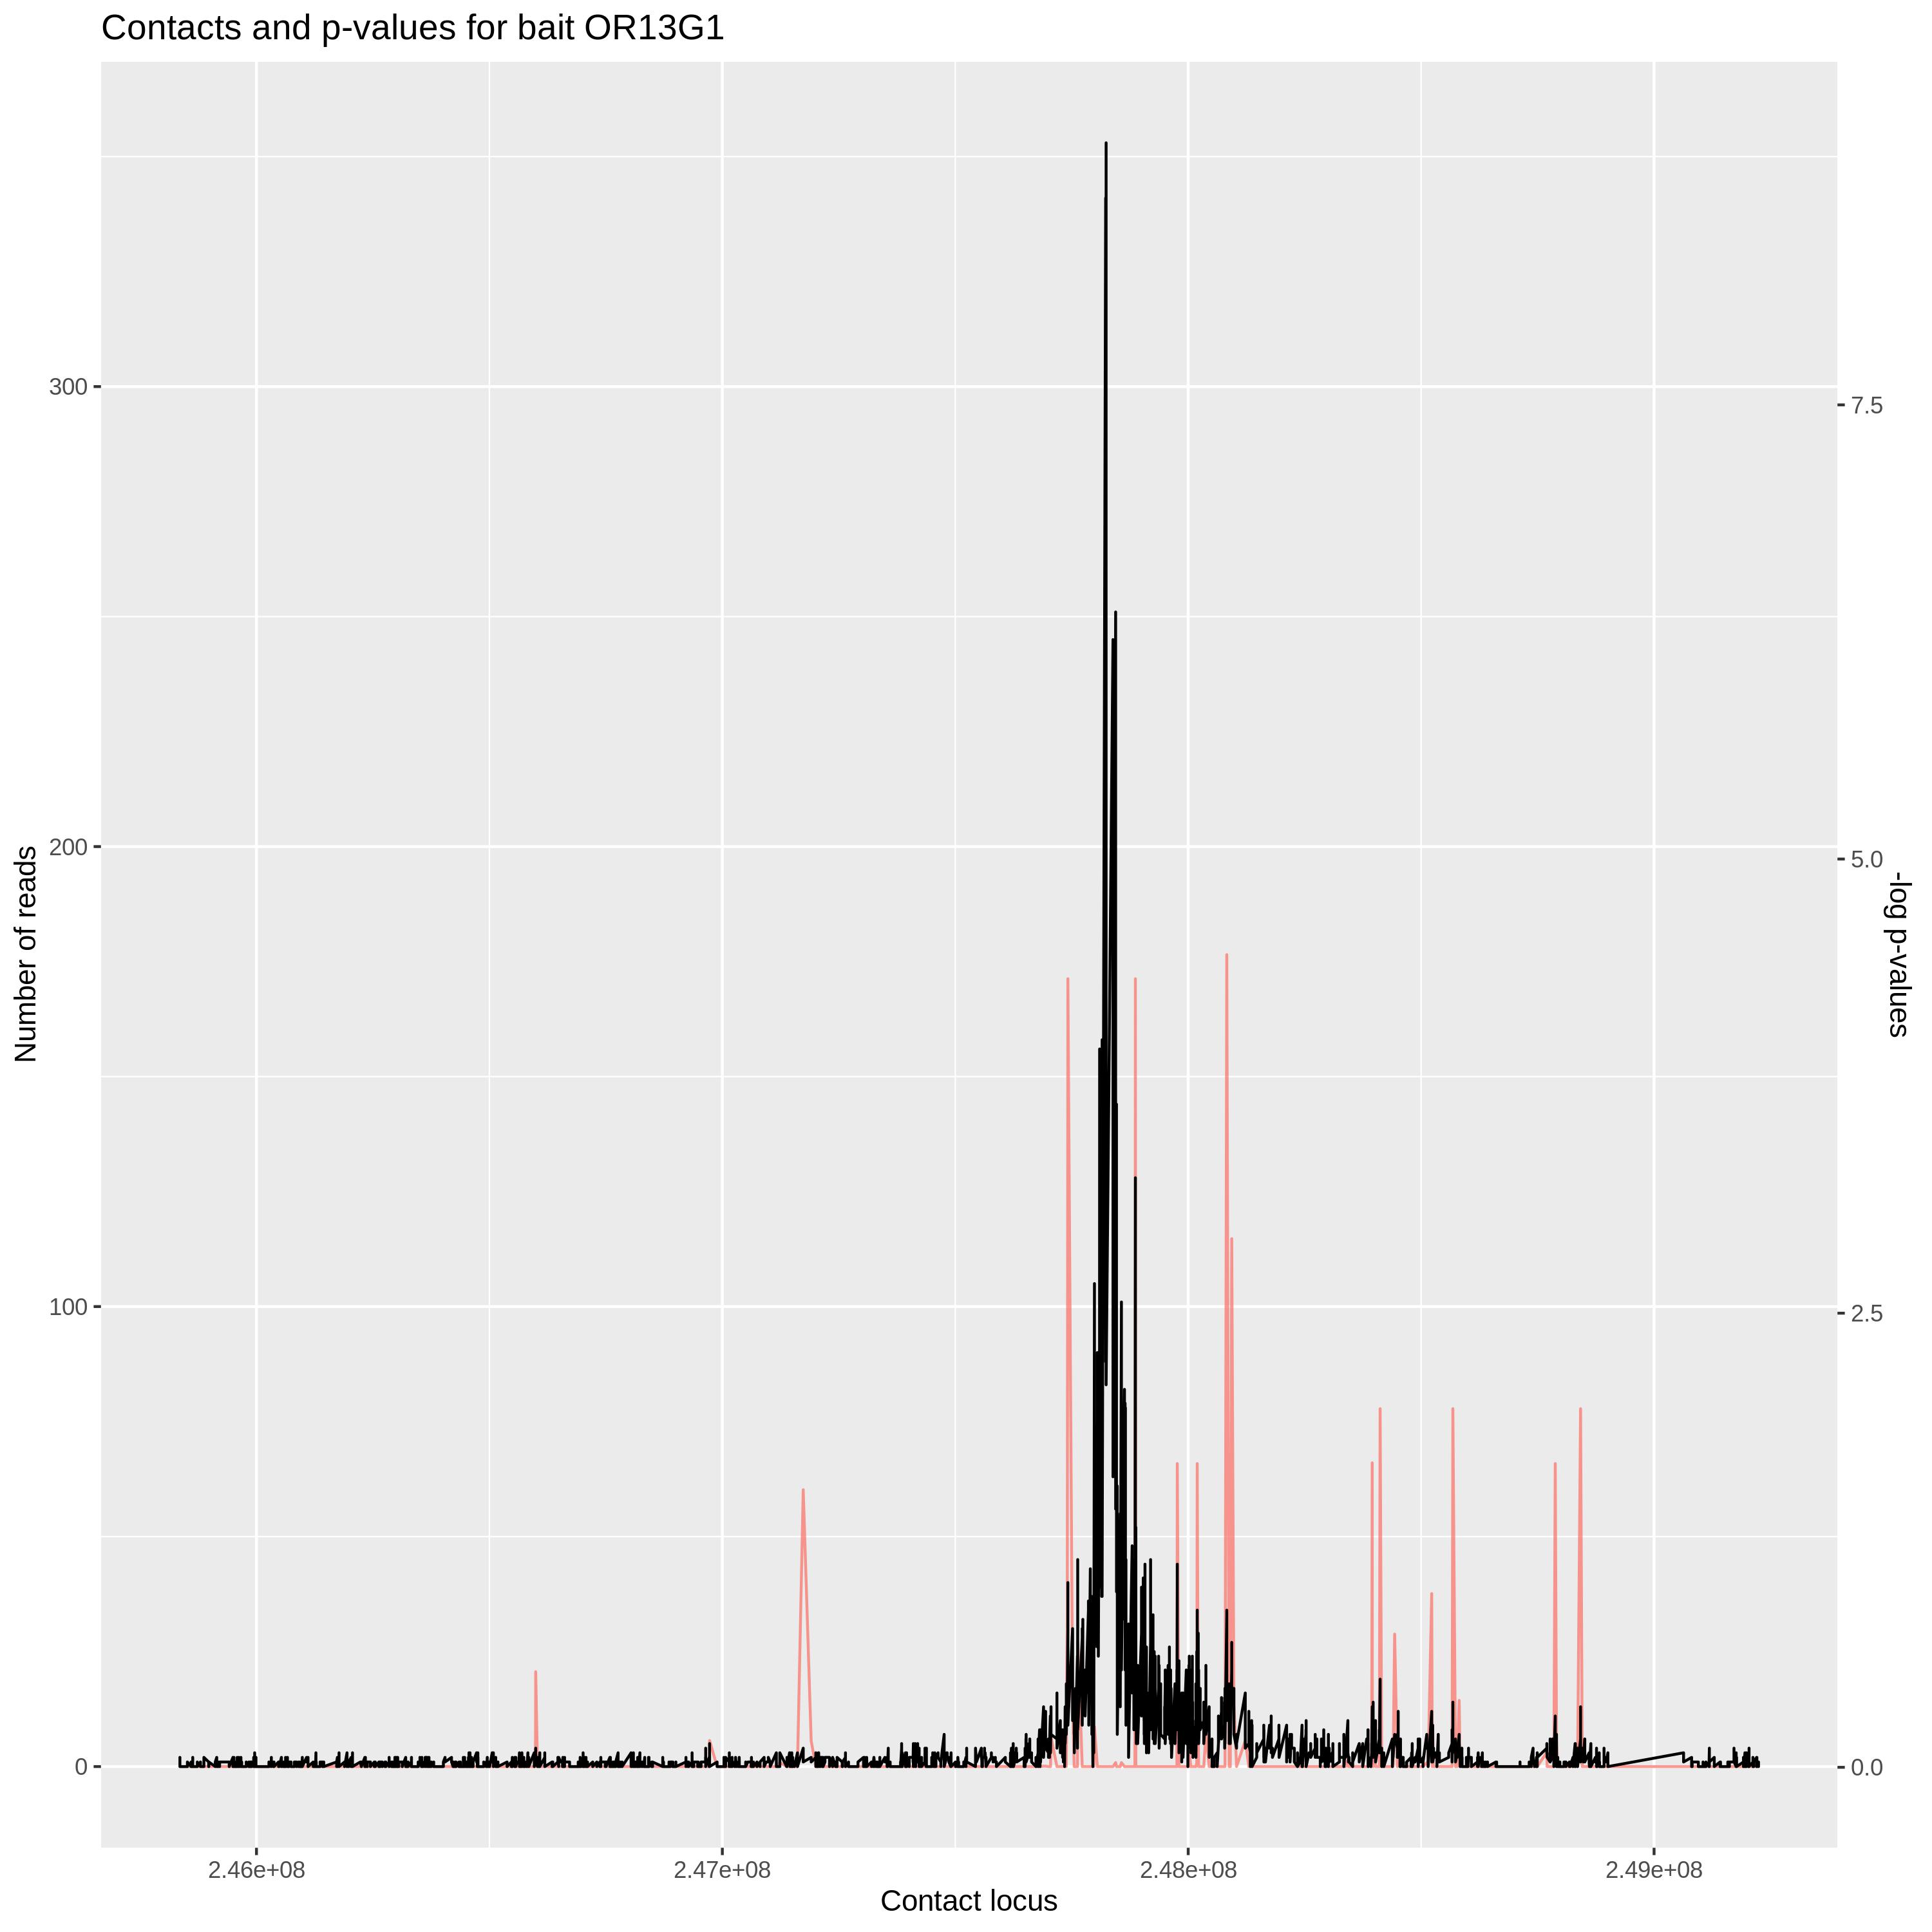 Contacts and p-values for bait OR13G1
300
200
100
0
Number of reads
7.5
5.0
2.5
0.0
-log p-values
2.46e+08
2.47e+08
2.48e+08
2.49e+08
Contact locus